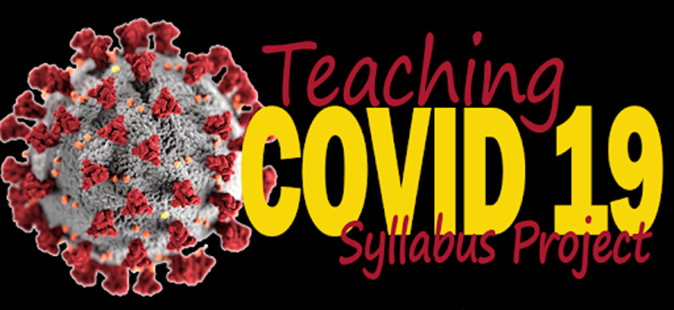 Teaching
COVID 19
Syllabus Project